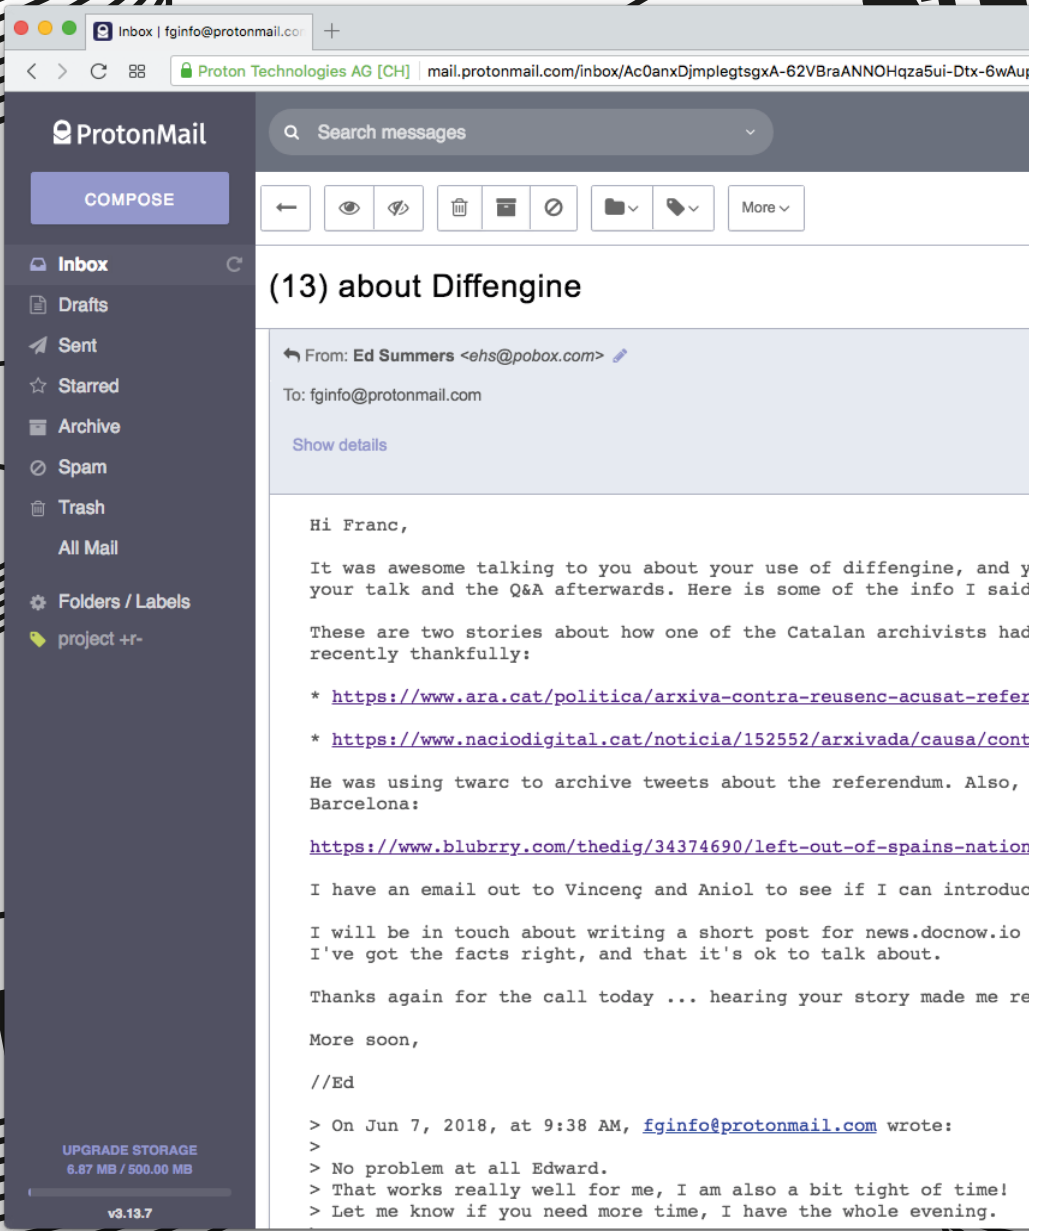 Inbox | fginfo@protonmail.co
Proton Technologies AG [CH] mail.protonmail.com/inbox/Ac0anxDjmplegtsgxA-62VBraANNOHqza5ui-Dtx-6wAup
ProtonMail
Search messages
COMPOSE
More
Inbox
Drafts
Sent
Starred
Archive
Spam
Trash
All Mail
Folders / Labels
project +r-
UPGRADE STORAGE
6.87 MB / 500.00 MB
v3.13.7
(13) about Diffengine
From: Ed Summers <ehs@pobox.com>
To: fginfo@protonmail.com
Show details
Hi Franc,
It was awesome talking to you about your use of diffengine, and y
your talk and the Q&A afterwards. Here is some of the info I said
These are two stories about how one of the Catalan archivists had
recently thankfully:
* https://www.ara.cat/politica/arxiva-contra-reusenc-acusat-refer
* https://www.naciodigital.cat/noticia/152552/arxivada/causa/cont
He was using twarc to archive tweets about the referendum. Also,
Barcelona:
https://www.blubrry.com/thedig/34374690/left-out-of-spains-nation
I have an email out to Vincenç and Aniol to see if I can introduc
I will be in touch about writing a short post for news.docnow.io
I've got the facts right, and that it's ok to talk about.
Thanks again for the call today ... hearing your story made me re
More soon,
//Ed
> On Jun 7, 2018, at 9:38 AM, fginfo@protonmail.com wrote:
>
> No problem at all Edward.
> That works really well for me, I am also a bit tight of time!
> Let me know if you need more time, I have the whole evening.